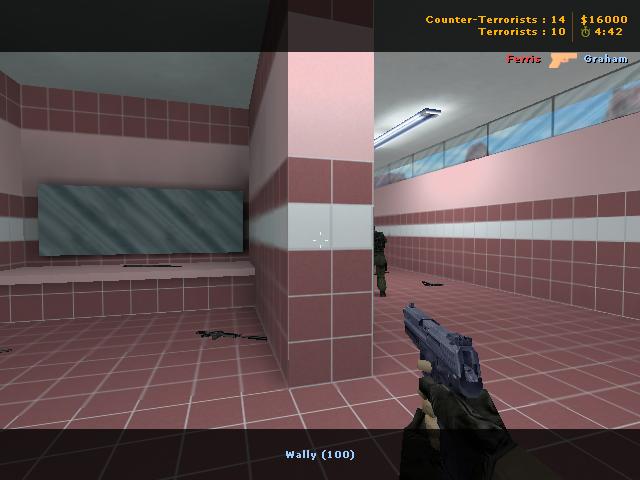 Counter-Terrorists : 14 $16000
Terrorists : 10 4:42
Ferris Graham
Wally (100)